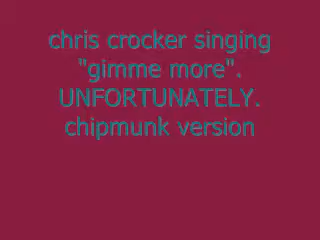 chris crocker singing
"gimme more".
UNFORTUNATELY.
chipmunk version